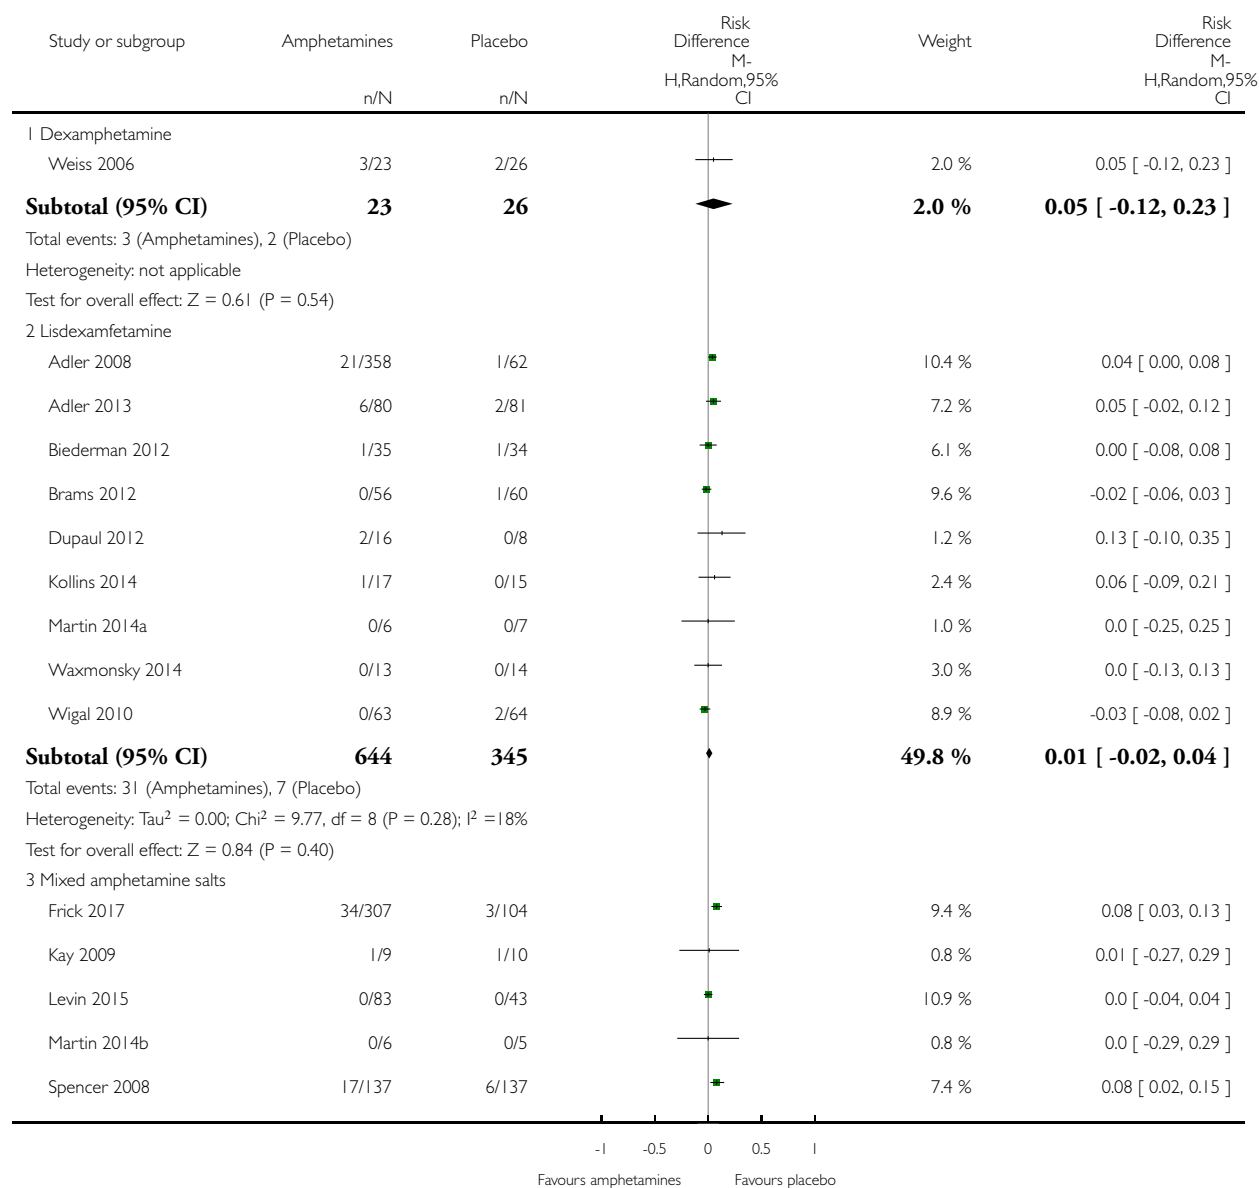 Study or subgroup Amphetamines Placebo Risk Difference M-H,Random,95% CI Weight Risk Difference M-H,Random,95% CI
n/N n/N
1 Dexamphetamine
Weiss 2006 3/23 2/26 2.0 % 0.05 [ -0.12, 0.23 ]
Subtotal (95% CI) 23 26 2.0 % 0.05 [ -0.12, 0.23 ]
Total events: 3 (Amphetamines), 2 (Placebo)
Heterogeneity: not applicable
Test for overall effect: Z = 0.61 (P = 0.54)
2 Lisdexamfetamine
Adler 2008 21/358 1/62 10.4 % 0.04 [ 0.00, 0.08 ]
Adler 2013 6/80 2/81 7.2 % 0.05 [ -0.02, 0.12 ]
Biederman 2012 1/35 1/34 6.1 % 0.00 [ -0.08, 0.08 ]
Brams 2012 0/56 1/60 9.6 % -0.02 [ -0.06, 0.03 ]
Dupaul 2012 2/16 0/8 1.2 % 0.13 [ -0.10, 0.35 ]
Kollins 2014 1/17 0/15 2.4 % 0.06 [ -0.09, 0.21 ]
Martin 2014a 0/6 0/7 1.0 % 0.0 [ -0.25, 0.25 ]
Waxmonsky 2014 0/13 0/14 3.0 % 0.0 [ -0.13, 0.13 ]
Wigal 2010 0/63 2/64 8.9 % -0.03 [ -0.08, 0.02 ]
Subtotal (95% CI) 644 345 49.8 % 0.01 [ -0.02, 0.04 ]
Total events: 31 (Amphetamines), 7 (Placebo)
Heterogeneity: Tau² = 0.00; Chi² = 9.77, df = 8 (P = 0.28); I² =18%
Test for overall effect: Z = 0.84 (P = 0.40)
3 Mixed amphetamine salts
Frick 2017 34/307 3/104 9.4 % 0.08 [ 0.03, 0.13 ]
Kay 2009 1/9 1/10 0.8 % 0.01 [ -0.27, 0.29 ]
Levin 2015 0/83 0/43 10.9 % 0.0 [ -0.04, 0.04 ]
Martin 2014b 0/6 0/5 0.8 % 0.0 [ -0.29, 0.29 ]
Spencer 2008 17/137 6/137 7.4 % 0.08 [ 0.02, 0.15 ]
-1 -0.5 0 0.5 1
Favours amphetamines Favours placebo